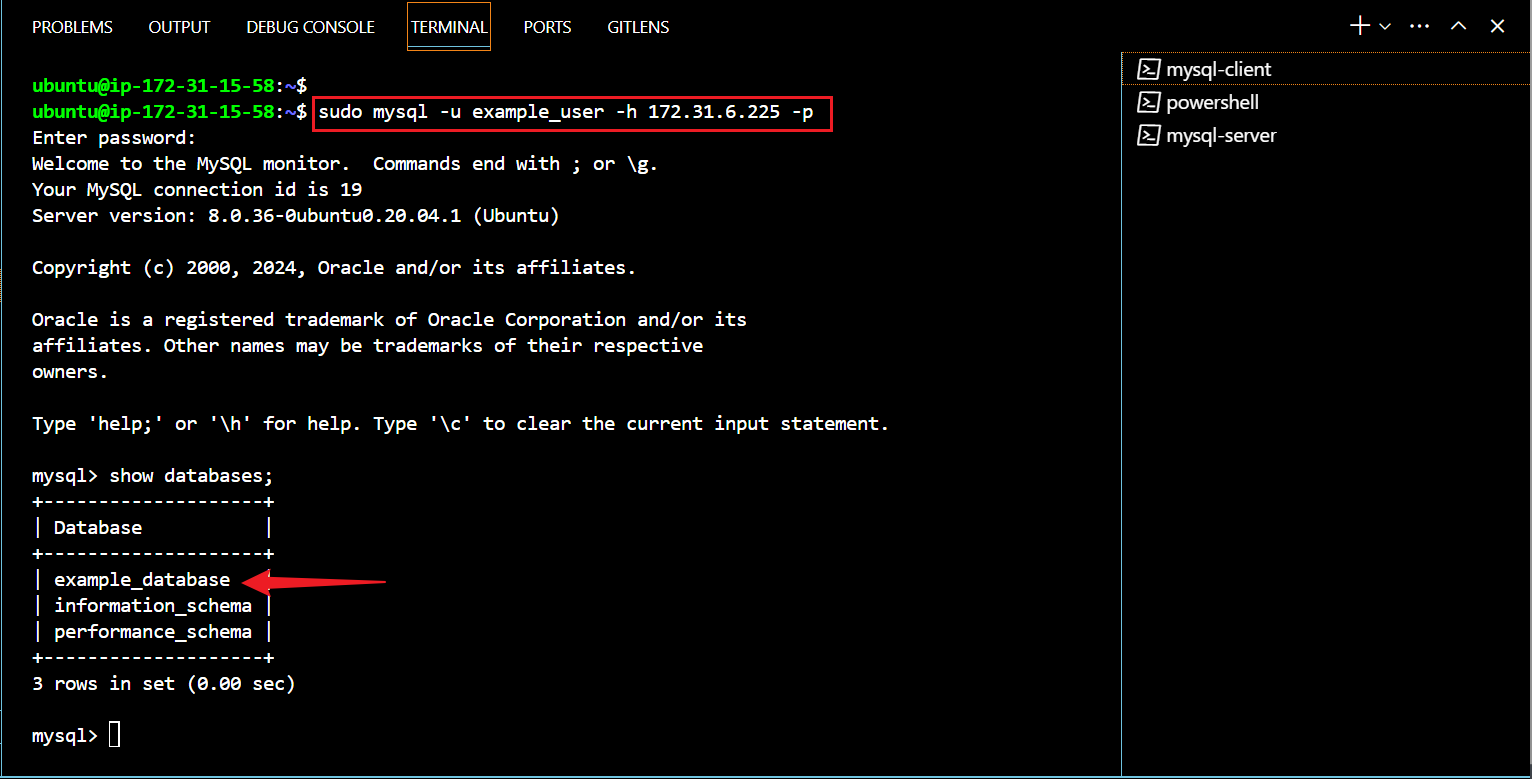 PROBLEMS OUTPUT DEBUG CONSOLE TERMINAL PORTS GITLENS
ubuntu@ip-172-31-15-58:~$
ubuntu@ip-172-31-15-58:~$ sudo mysql -u example_user -h 172.31.6.225 -p
Enter password:
Welcome to the MySQL monitor.  Commands end with ; or \g.
Your MySQL connection id is 19
Server version: 8.0.36-0ubuntu0.20.04.1 (Ubuntu)
Copyright (c) 2000, 2024, Oracle and/or its affiliates.
Oracle is a registered trademark of Oracle Corporation and/or its
affiliates. Other names may be trademarks of their respective
owners.
Type 'help;' or '\h' for help. Type '\c' to clear the current input statement.
mysql> show databases;
+--------------------+
| Database           |
+--------------------+
| example_database   |
| information_schema |
| performance_schema |
+--------------------+
3 rows in set (0.00 sec)
mysql>
mysql-client
powershell
mysql-server